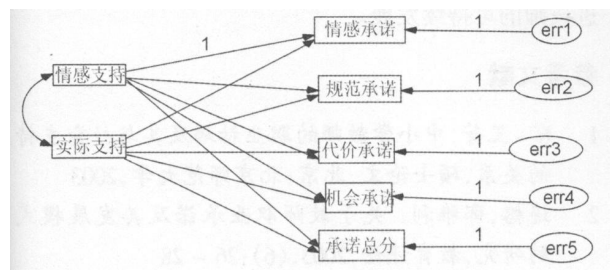 情感支持
实际支持
1
情感承诺
规范承诺
代价承诺
机会承诺
承诺总分
1
1
1
1
1
err1
err2
err3
err4
err5